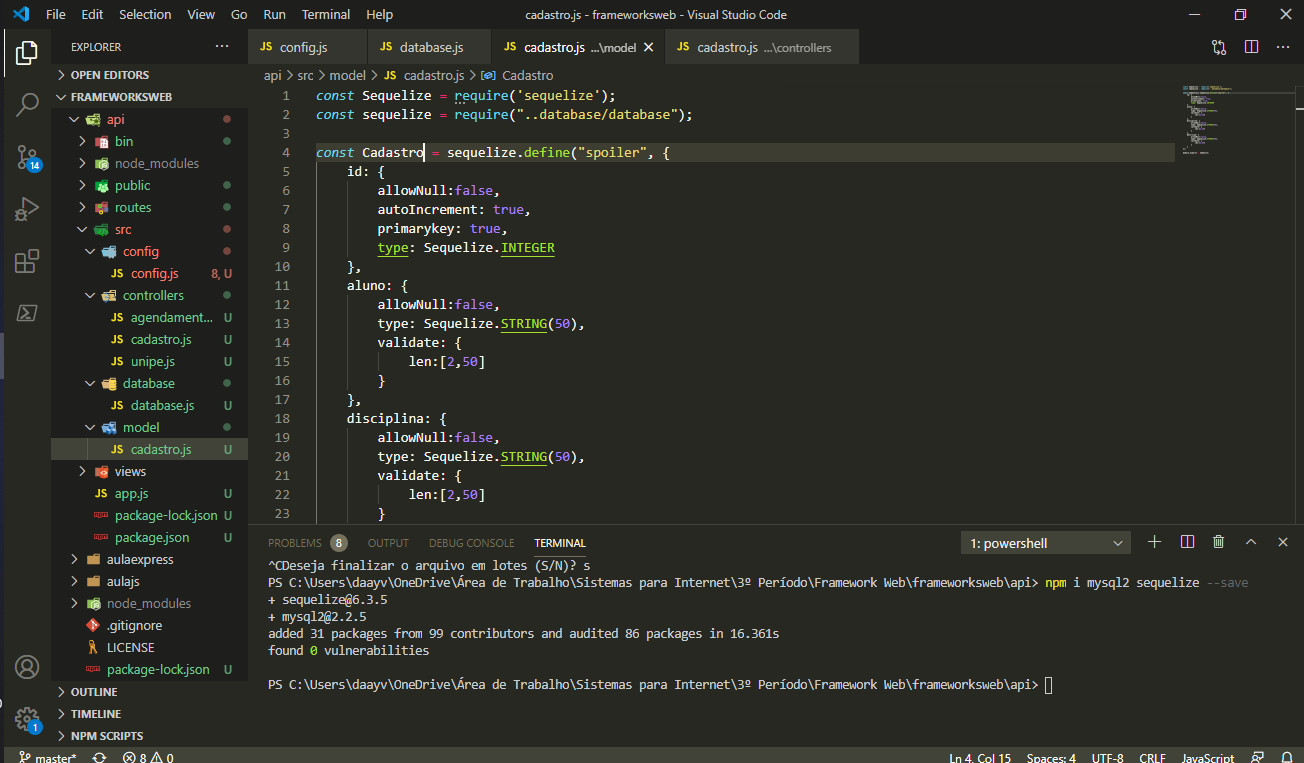 File Edit Selection View Go Run Terminal Help cadastro.js - frameworksweb - Visual Studio Code
EXPLORER ···
JS config.js JS database.js JS cadastro.js ...\model JS cadastro.js ...\controllers
OPEN EDITORS
FRAMEWORKSWEB
api
bin
node_modules
public
routes
src
config
JS config.js 8, U
controllers
JS agendament... U
JS cadastro.js U
JS unipe.js U
database
JS database.js U
model
JS cadastro.js U
views
JS app.js U
package-lock.json U
package.json U
aulaexpress
aulajs
node_modules
.gitignore
LICENSE
package-lock.json U
OUTLINE
TIMELINE
NPM SCRIPTS
14
1
api > src > model > JS cadastro.js > Cadastro
1 const Sequelize = require('sequelize');
2 const sequelize = require("..database/database");
3
4 const Cadastro = sequelize.define("spoiler", {
5 id: {
6 allowNull:false,
7 autoIncrement: true,
8 primarykey: true,
9 type: Sequelize.INTEGER
10 },
11 aluno: {
12 allowNull:false,
13 type: Sequelize.STRING(50),
14 validate: {
15 len:[2,50]
16 }
17 },
18 disciplina: {
19 allowNull:false,
20 type: Sequelize.STRING(50),
21 validate: {
22 len:[2,50]
23 }
PROBLEMS 8 OUTPUT DEBUG CONSOLE TERMINAL 1: powershell
^CDeseja finalizar o arquivo em lotes (S/N)? s
PS C:\Users\daayv\OneDrive\Área de Trabalho\Sistemas para Internet\3º Período\Framework Web\frameworksweb\api> npm i mysql2 sequelize --save
+ sequelize@6.3.5
+ mysql2@2.2.5
added 31 packages from 99 contributors and audited 86 packages in 16.361s
found 0 vulnerabilities
PS C:\Users\daayv\OneDrive\Área de Trabalho\Sistemas para Internet\3º Período\Framework Web\frameworksweb\api>
master* 8 0 Ln 4, Col 15 Spaces: 4 UTF-8 CRLF JavaScript